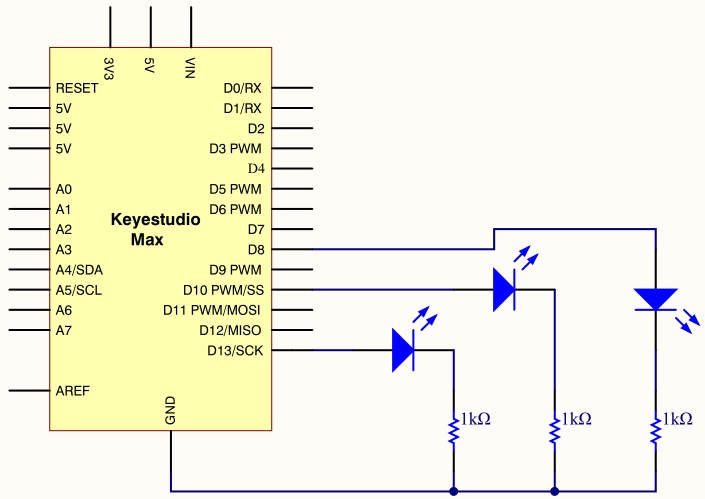 3V3
5V
VIN
RESET
5V
5V
5V
A0
A1
A2
A3
A4/SDA
A5/SCL
A6
A7
AREF
Keyestudio
Max
D0/RX
D1/RX
D2
D3 PWM
D4
D5 PWM
D6 PWM
D7
D8
D9 PWM
D10 PWM/SS
D11 PWM/MOSI
D12/MISO
D13/SCK
GND
1kΩ
1kΩ
1kΩ